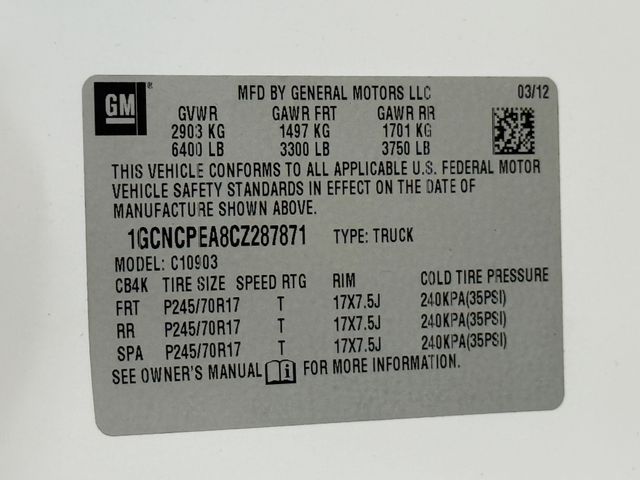 GM ®
MFD BY GENERAL MOTORS LLC 03/12
GVWR GAWR FRT GAWR RR
2903 KG 1497 KG 1701 KG
6400 LB 3300 LB 3750 LB
THIS VEHICLE CONFORMS TO ALL APPLICABLE U.S. FEDERAL MOTOR
VEHICLE SAFETY STANDARDS IN EFFECT ON THE DATE OF
MANUFACTURE SHOWN ABOVE.
1GCNCPEA8CZ287871 TYPE: TRUCK
MODEL: C10903
CB4K TIRE SIZE SPEED RTG RIM COLD TIRE PRESSURE
FRT P245/70R17 T 17X7.5J 240KPA(35PSI)
RR P245/70R17 T 17X7.5J 240KPA(35PSI)
SPA P245/70R17 T 17X7.5J 240KPA(35PSI)
SEE OWNER'S MANUAL i FOR MORE INFORMATION.